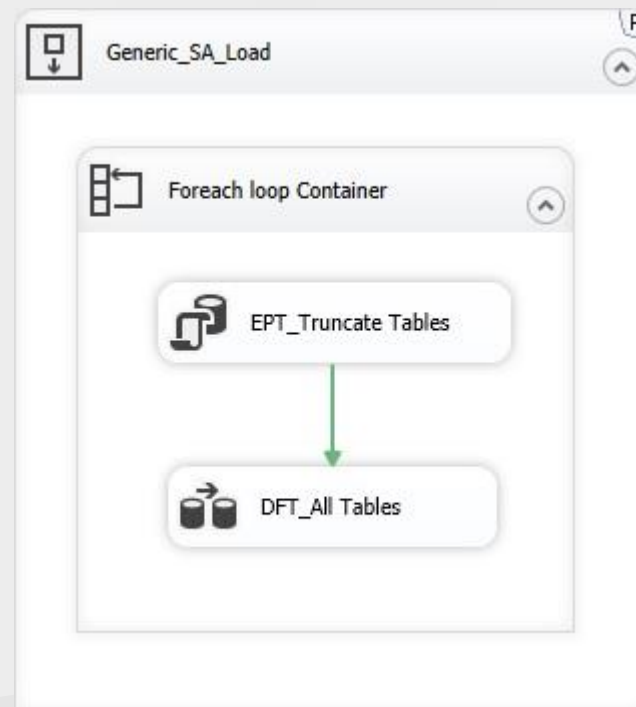 Generic_SA_Load
Foreach loop Container
EPT_Truncate Tables
DFT_All Tables